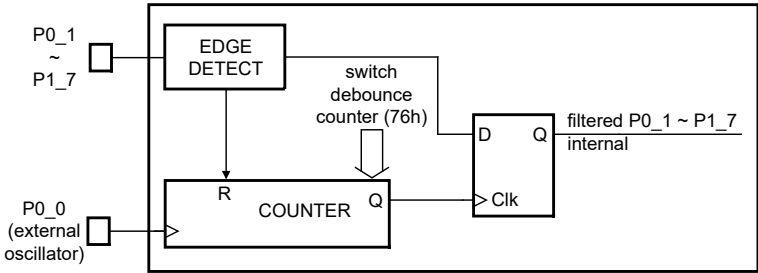 P0_1
~
P1_7
EDGE
DETECT
switch
debounce
counter (76h)
D
Q
filtered P0_1 ~ P1_7
internal
Clk
R
COUNTER
Q
P0_0
(external
oscillator)